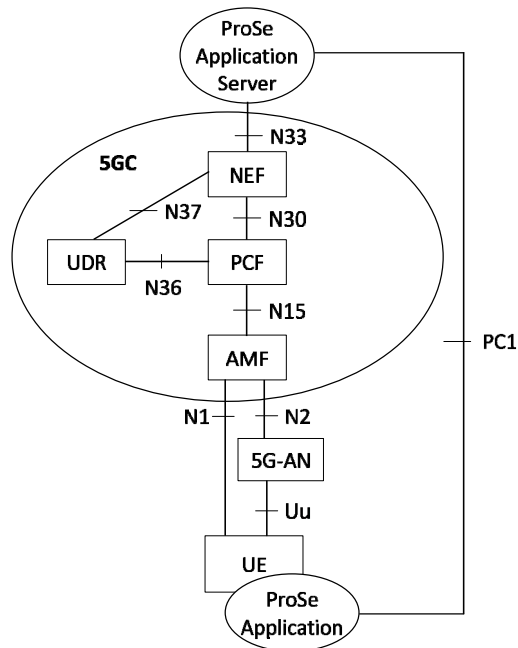 ProSe
Application
Server
N33
5GC
NEF
N37
N30
UDR
PCF
N36
N15
PC1
AMF
N1
N2
5G-AN
Uu
UE
ProSe
Application